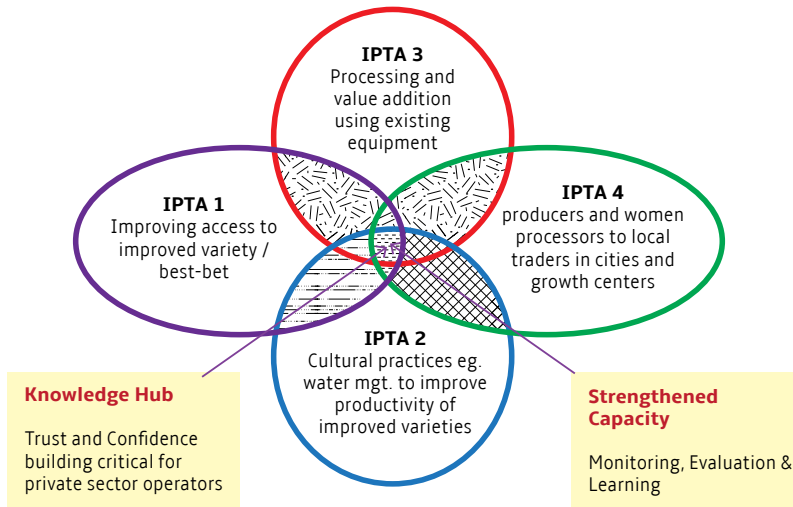 IPTA 3
Processing and
value addition
using existing
equipment
IPTA 1
Improving access to
improved variety /
best-bet
IPTA 4
producers and women
processors to local
traders in cities and
growth centers
IPTA 2
Cultural practices eg.
water mgt. to improve
productivity of
improved varieties
Knowledge Hub
Trust and Confidence
building critical for
private sector operators
Strengthened
Capacity
Monitoring, Evaluation &
Learning